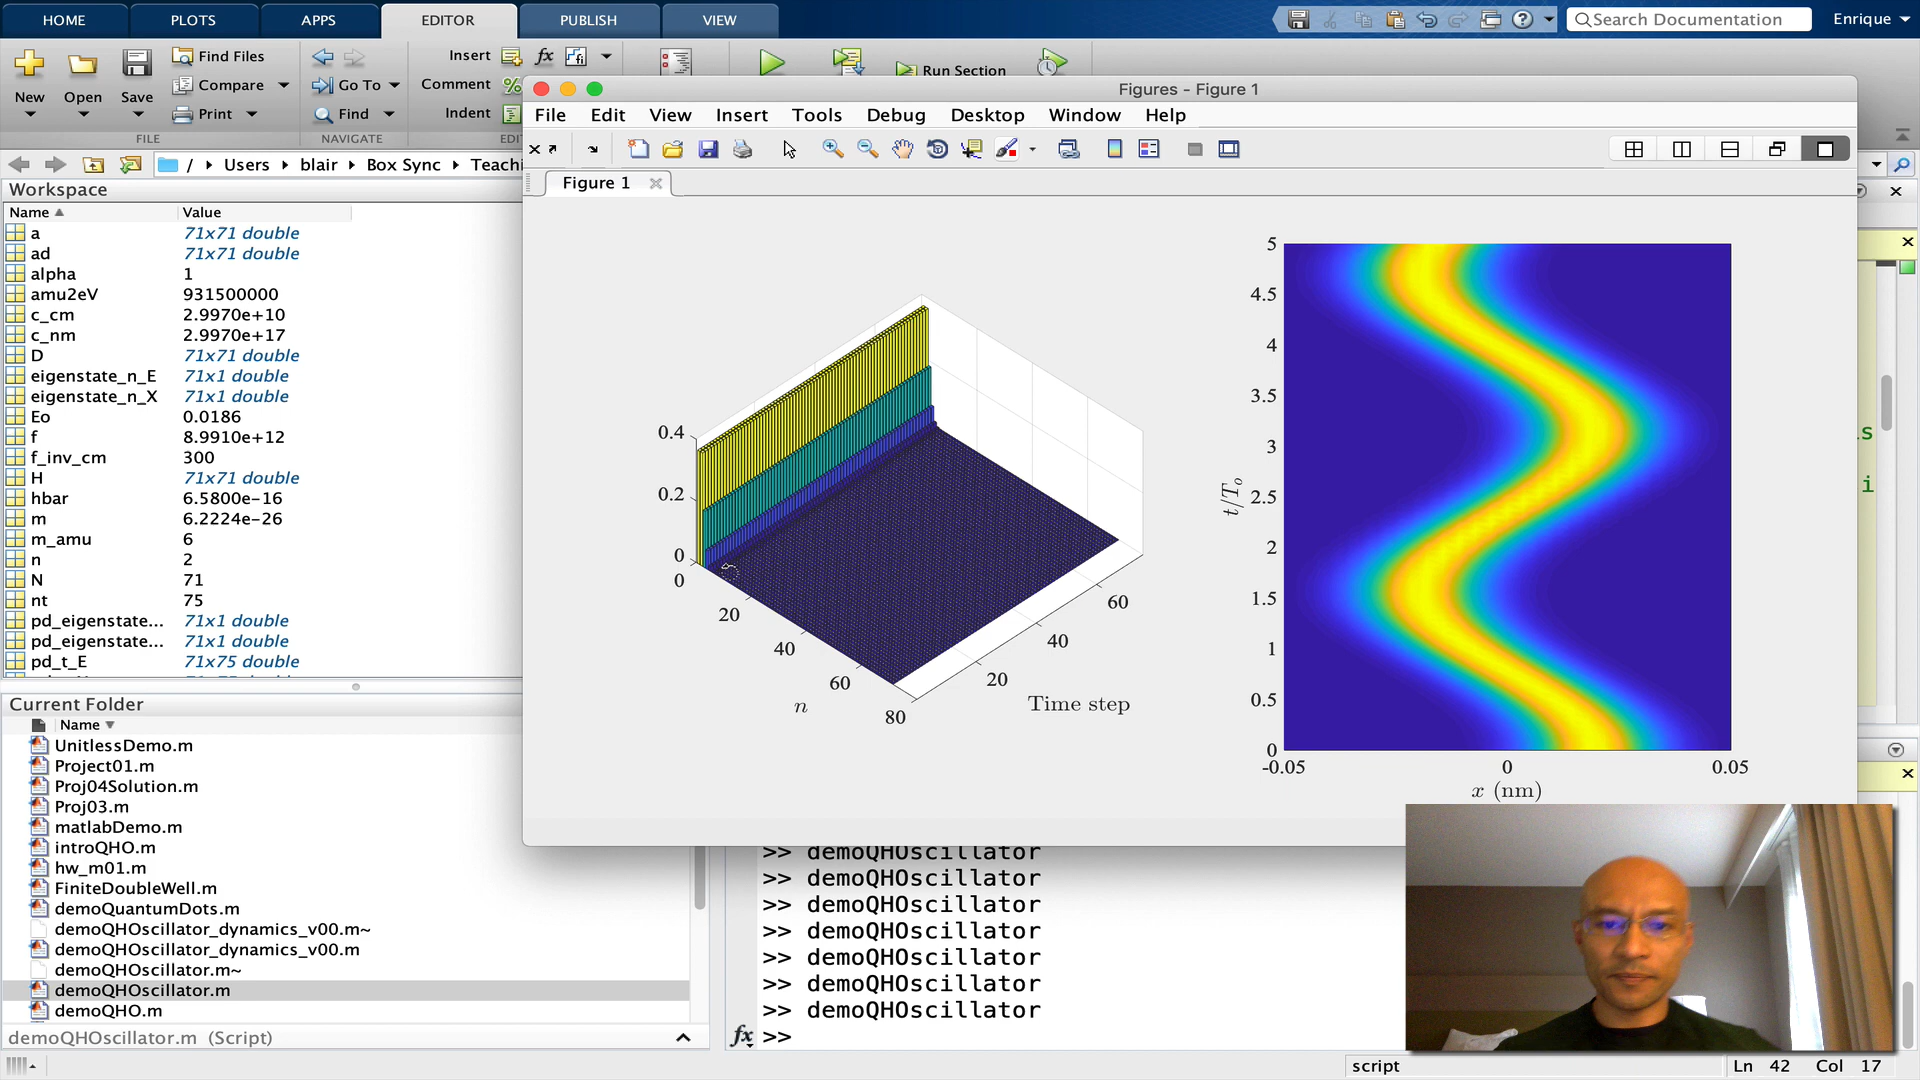 HOME PLOTS APPS EDITOR PUBLISH VIEW
Search Documentation Enrique
New Open Save Find Files Compare Print FILE
Go To Find NAVIGATE
Insert fx
Comment
Indent
Run Section
/ Users blair Box Sync Teachi
Workspace
Name Value
a 71x71 double
ad 71x71 double
alpha 1
amu2eV 931500000
c_cm 2.9970e+10
c_nm 2.9970e+17
D 71x71 double
eigenstate_n_E 71x1 double
eigenstate_n_X 71x1 double
Eo 0.0186
f 8.9910e+12
f_inv_cm 300
H 71x71 double
hbar 6.5800e-16
m 6.2224e-26
m_amu 6
n 2
N 71
nt 75
pd_eigenstate... 71x1 double
pd_eigenstate... 71x1 double
pd_t_E 71x75 double
Current Folder
Name
UnitlessDemo.m
Project01.m
Proj04Solution.m
Proj03.m
matlabDemo.m
introQHO.m
hw_m01.m
FiniteDoubleWell.m
demoQuantumDots.m
demoQHOscillator_dynamics_v00.m~
demoQHOscillator_dynamics_v00.m
demoQHOscillator.m~
demoQHOscillator.m
demoQHO.m
demoQHOscillator.m (Script)
Figures - Figure 1
File Edit View Insert Tools Debug Desktop Window Help
Figure 1
0.4
0.2
0
0
20
40
60
80
n
20
40
60
Time step
5
4.5
4
3.5
3
2.5
2
1.5
1
0.5
0
t/To
-0.05 0 0.05
x (nm)
>> demoQHOscillator
>> demoQHOscillator
>> demoQHOscillator
>> demoQHOscillator
>> demoQHOscillator
>> demoQHOscillator
>> demoQHOscillator
fx >>
script Ln 42 Col 17